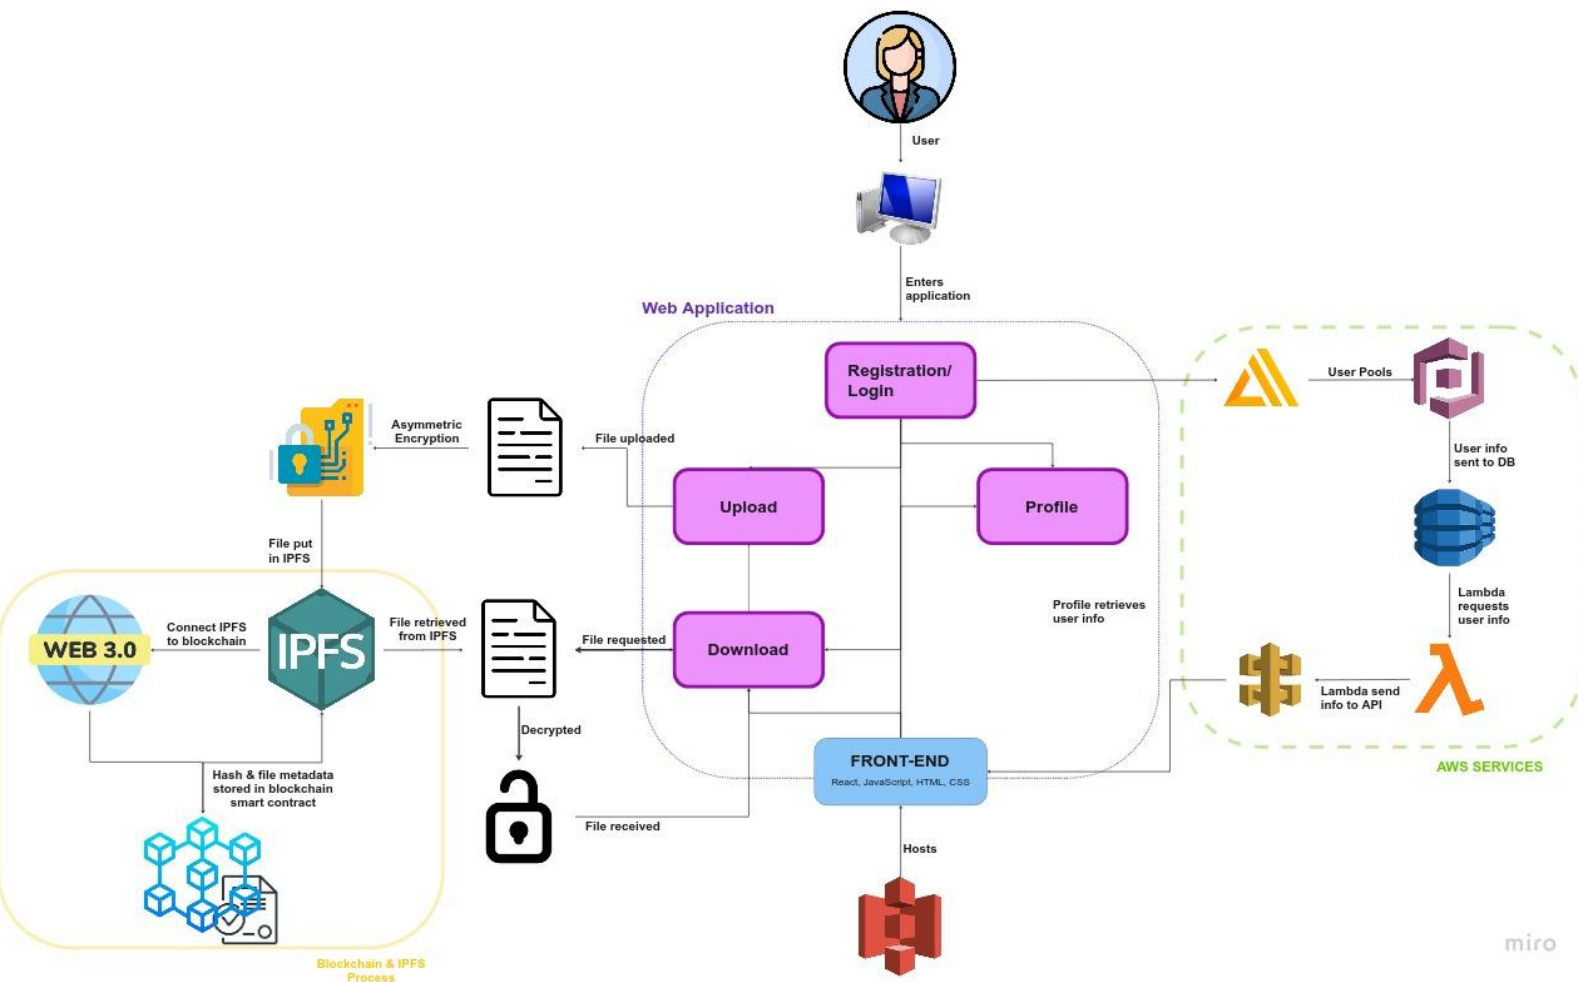 User
Enters
application
Web Application
Registration/
Login
User Pools
User info
sent to DB
Asymmetric
Encryption
File uploaded
Upload
Profile
File put
in IPFS
Lambda
requests
user info
Profile retrieves
user info
Connect IPFS
to blockchain
WEB 3.0
IPFS
File retrieved
from IPFS
File requested
Download
Lambda send
info to API
Decrypted
FRONT-END
React, JavaScript, HTML, CSS
AWS SERVICES
Hash & file metadata
stored in blockchain
smart contract
File received
Hosts
Blockchain & IPFS
Process
miro